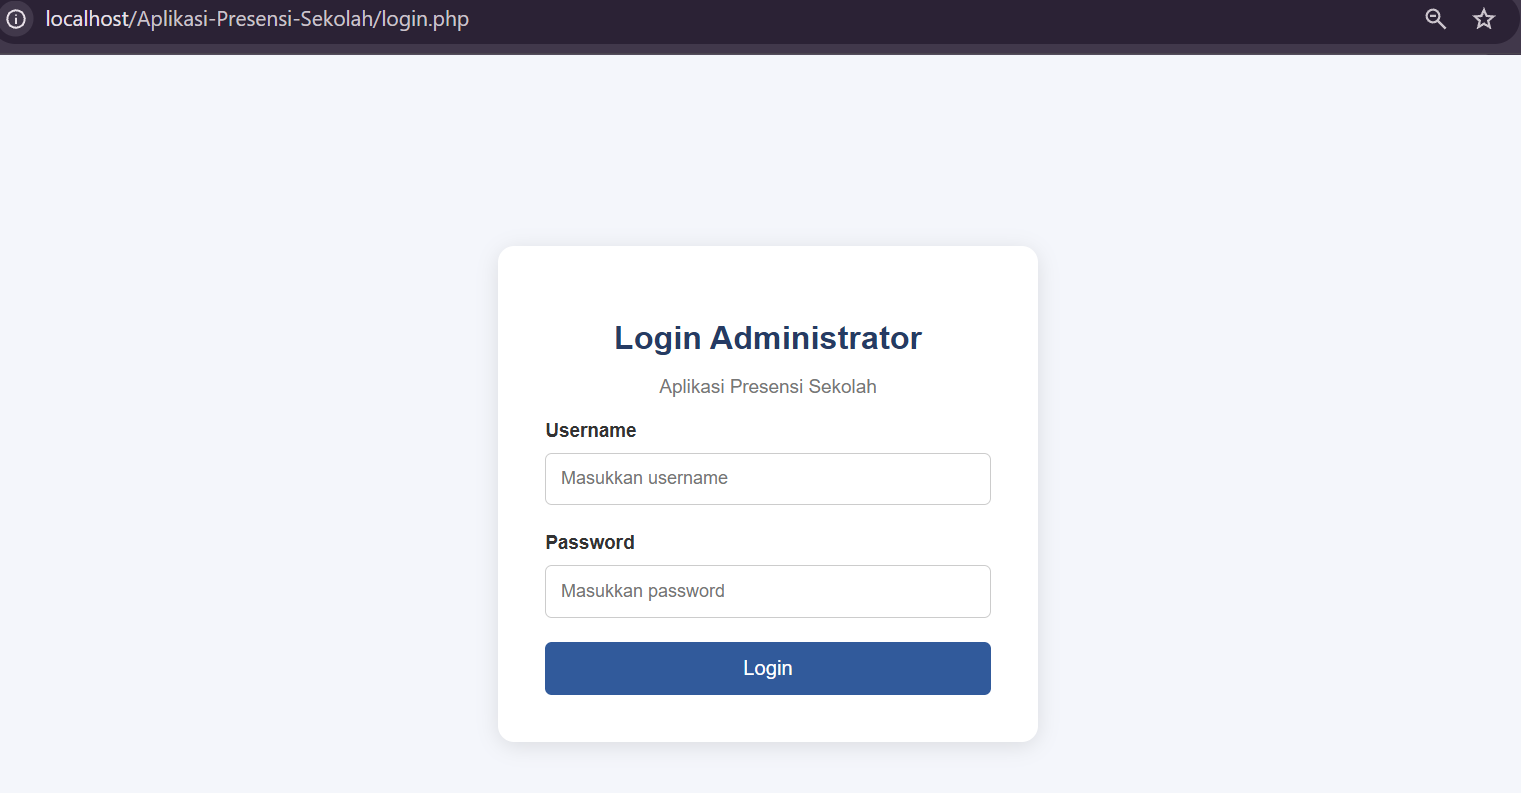 localhost/Aplikasi-Presensi-Sekolah/login.php
Login Administrator
Aplikasi Presensi Sekolah
Username
Masukkan username
Password
Masukkan password
Login